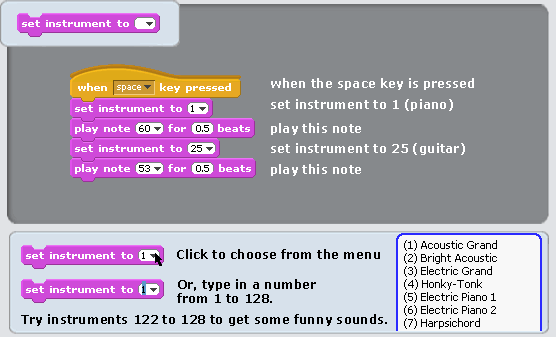 set instrument to
when space key pressed
when the space key is pressed
set instrument to 1
set instrument to 1 (piano)
play note 60 for 0.5 beats
play this note
set instrument to 25
set instrument to 25 (guitar)
play note 53 for 0.5 beats
play this note
set instrument to 1
Click to choose from the menu
set instrument to 1
Or, type in a number
from 1 to 128.
Try instruments 122 to 128 to get some funny sounds.
(1) Acoustic Grand
(2) Bright Acoustic
(3) Electric Grand
(4) Honky-Tonk
(5) Electric Piano 1
(6) Electric Piano 2
(7) Harpsichord